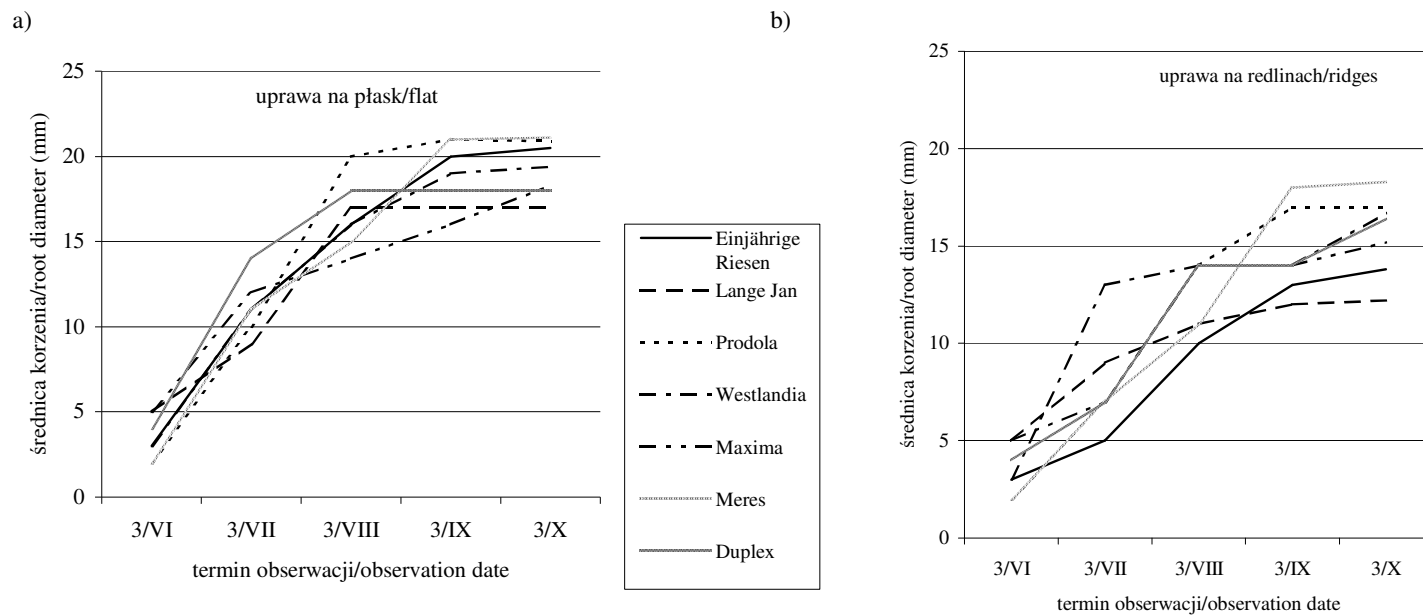 a)
uprawa na płask/flat
średnica korzenia/root diameter (mm)
25
20
15
10
5
0
3/VI 3/VII 3/VIII 3/IX 3/X
termin obserwacji/observation date
Einjährige
Riesen
Lange Jan
Prodola
Westlandia
Maxima
Meres
Duplex
b)
uprawa na redlinach/ridges
średnica korzenia/root diameter (mm)
25
20
15
10
5
0
3/VI 3/VII 3/VIII 3/IX 3/X
termin obserwacji/observation date